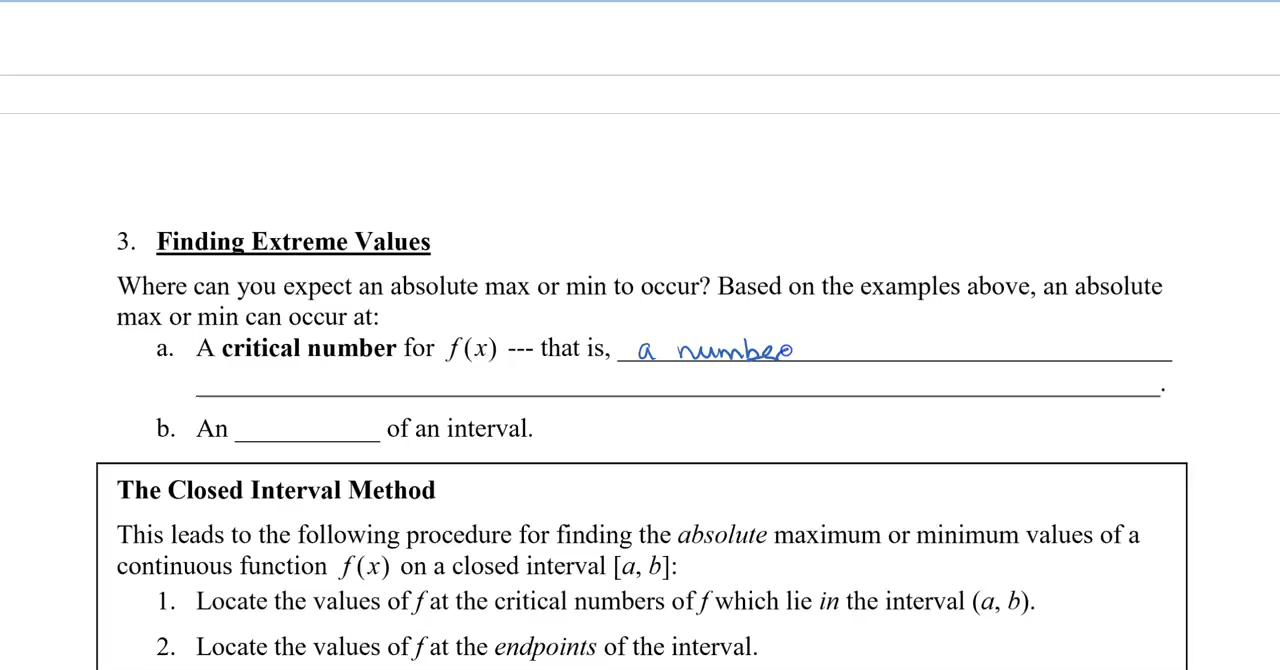 3. Finding Extreme Values
Where can you expect an absolute max or min to occur? Based on the examples above, an absolute
max or min can occur at:
a. A critical number for f(x) --- that is, a number
.
b. An __________ of an interval.
The Closed Interval Method
This leads to the following procedure for finding the absolute maximum or minimum values of a
continuous function f(x) on a closed interval [a, b]:
1. Locate the values of f at the critical numbers of f which lie in the interval (a, b).
2. Locate the values of f at the endpoints of the interval.